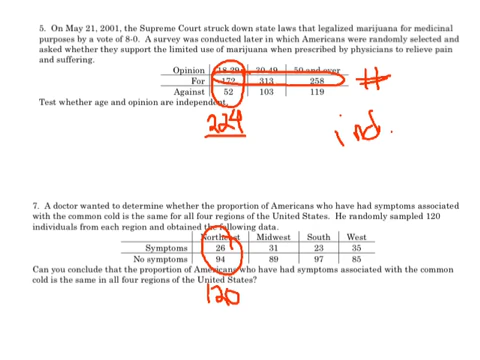 5. On May 21, 2001, the Supreme Court struck down state laws that legalized marijuana for medicinal
purposes by a vote of 8-0. A survey was conducted later in which Americans were randomly selected and
asked whether they support the limited use of marijuana when prescribed by physicians to relieve pain
and suffering.
Opinion 18-29 30-49 50 and over
For 172 313 258 #
Against 52 103 119
Test whether age and opinion are independent.
224 ind.
7. A doctor wanted to determine whether the proportion of Americans who have had symptoms associated
with the common cold is the same for all four regions of the United States. He randomly sampled 120
individuals from each region and obtained the following data.
Northeast Midwest South West
Symptoms 26 31 23 35
No symptoms 94 89 97 85
Can you conclude that the proportion of Americans who have had symptoms associated with the common
cold is the same in all four regions of the United States?
120